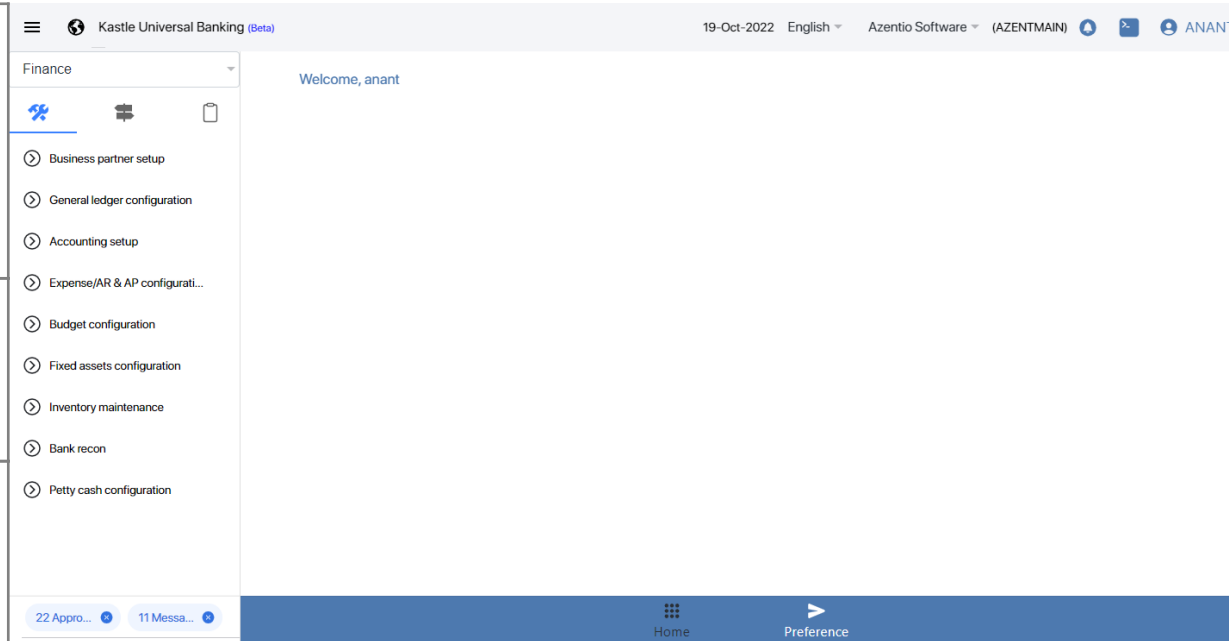 Kastle Universal Banking (Beta)
19-Oct-2022 English Azentio Software (AZENTMAIN) ANANT
Finance
Welcome, anant
Business partner setup
General ledger configuration
Accounting setup
Expense/AR & AP configurati...
Budget configuration
Fixed assets configuration
Inventory maintenance
Bank recon
Petty cash configuration
22 Appro... 11 Messa...
Home Preference